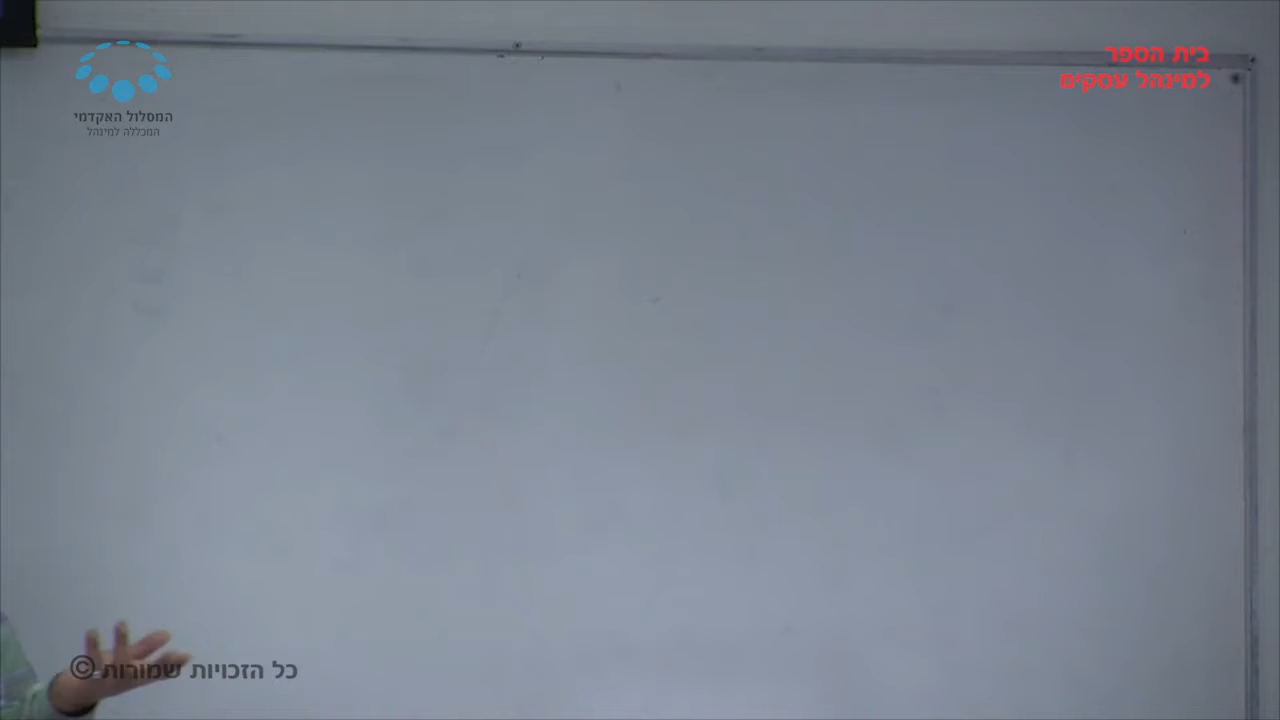 בית הספר
למינהל עסקים
המסלול האקדמי
המכללה למינהל
כל הזכויות שמורות ©